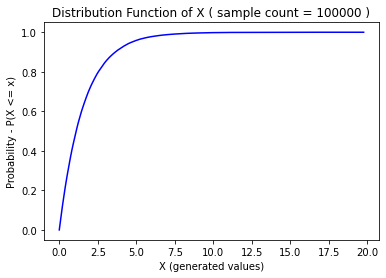 Distribution Function of X ( sample count = 100000 )
Probability - P(X <= x)
1.0
0.8
0.6
0.4
0.2
0.0
0.0 2.5 5.0 7.5 10.0 12.5 15.0 17.5 20.0
X (generated values)